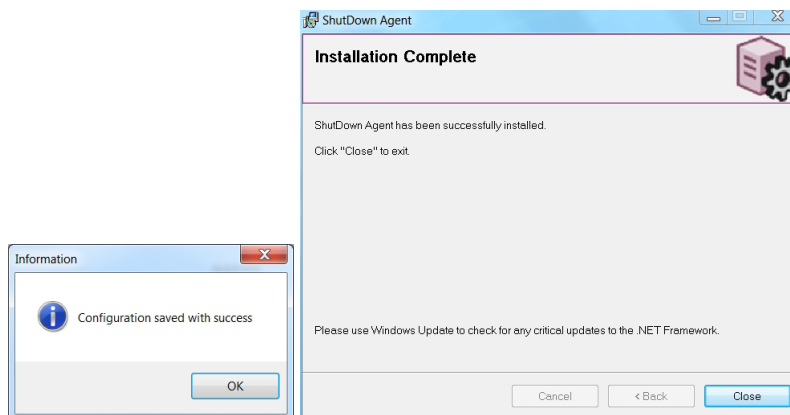 ShutDown Agent
Installation Complete
ShutDown Agent has been successfully installed.
Click "Close" to exit.
Please use Windows Update to check for any critical updates to the .NET Framework.
Cancel
< Back
Close
Information
Configuration saved with success
OK